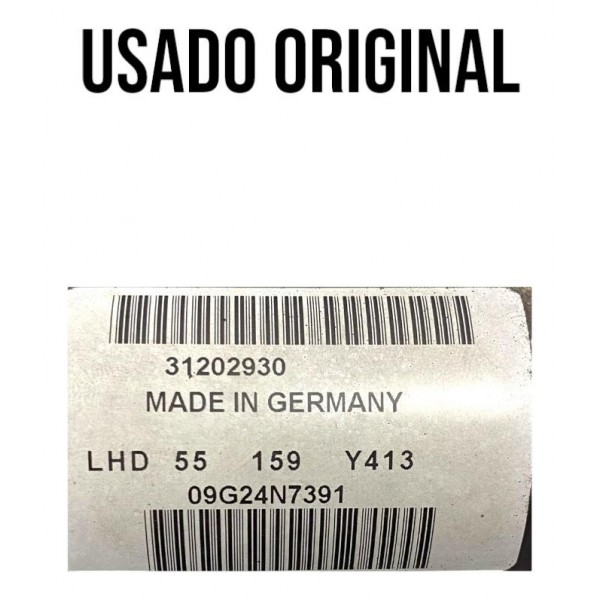 USADO ORIGINAL
31202930
MADE IN GERMANY
LHD 55 159 Y413
09G24N7391